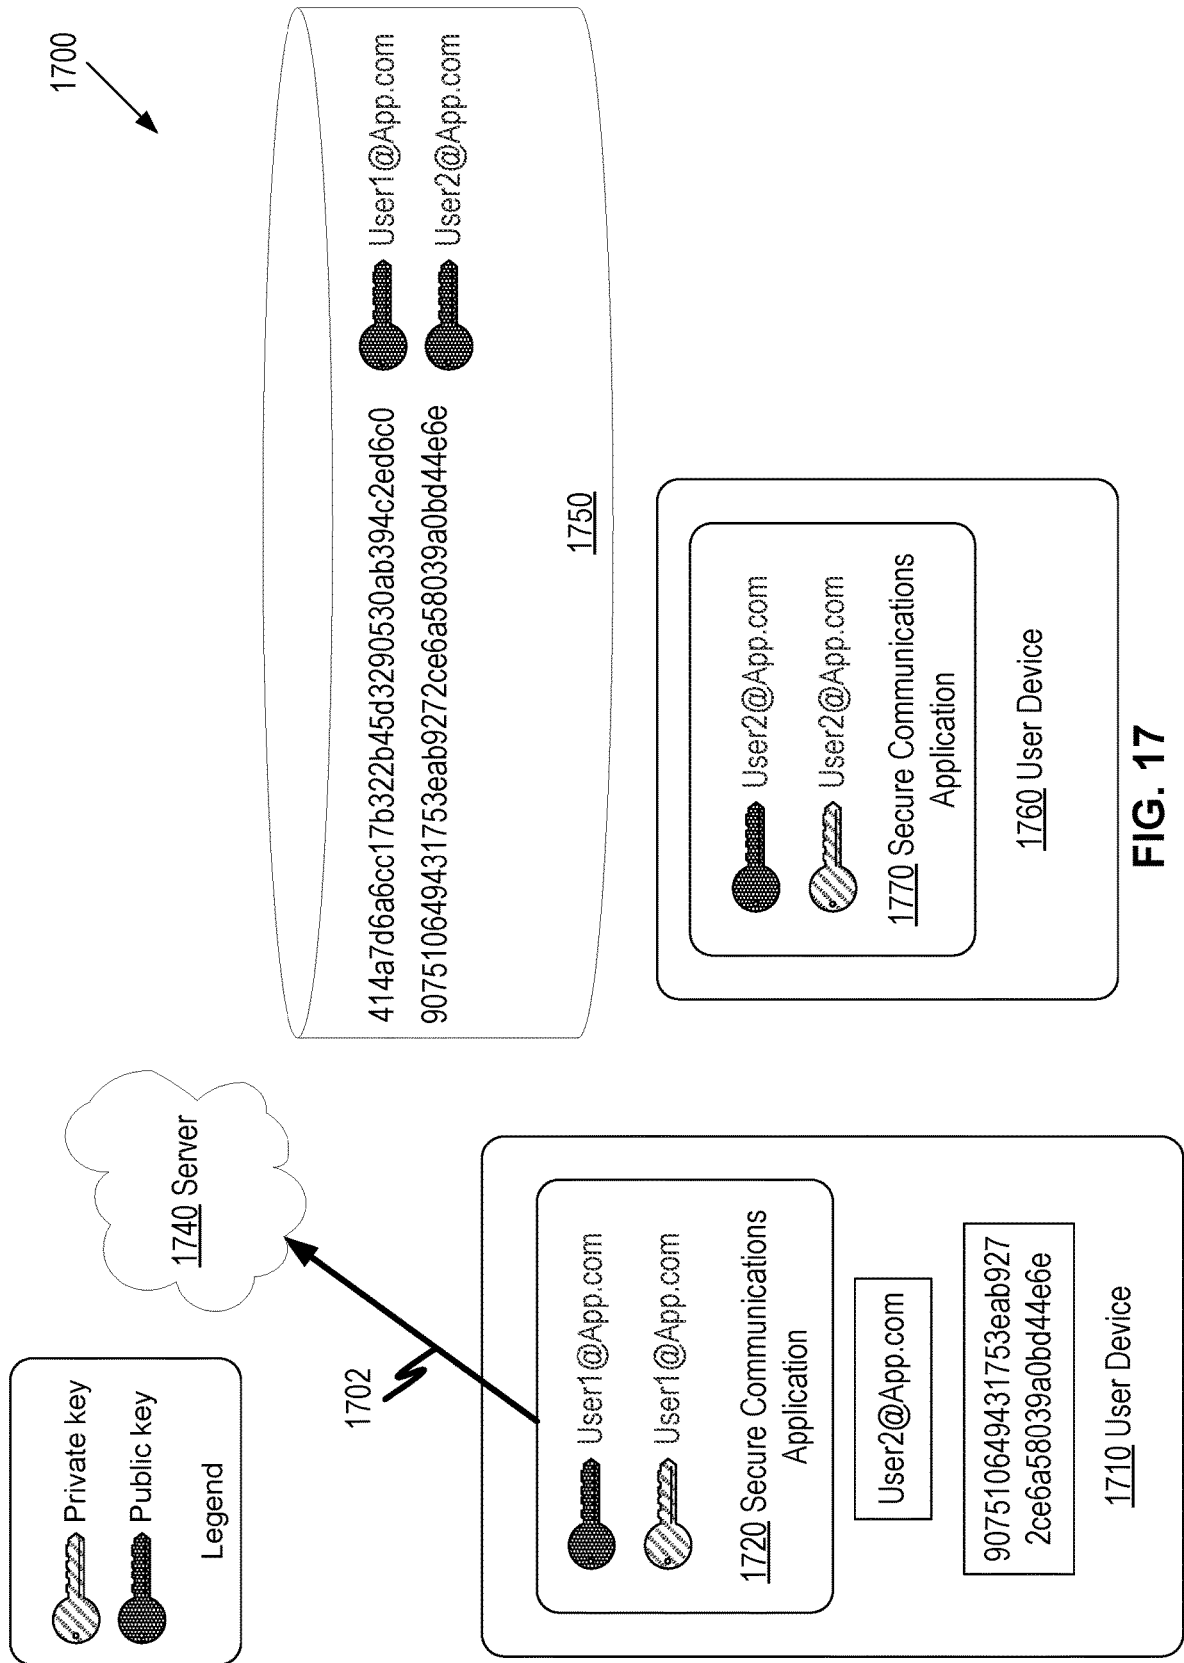 1700
Private key
Public key
Legend
1740 Server
1702
414a7d6a6cc17b322b45d3290530ab394c2ed6c0
User1@App.com
907510649431753eab9272ce6a58039a0bd44e6e
User2@App.com
1750
User1@App.com
User1@App.com
1720 Secure Communications
Application
User2@App.com
907510649431753eab927
2ce6a58039a0bd44e6e
1710 User Device
User2@App.com
User2@App.com
1770 Secure Communications
Application
1760 User Device
FIG. 17